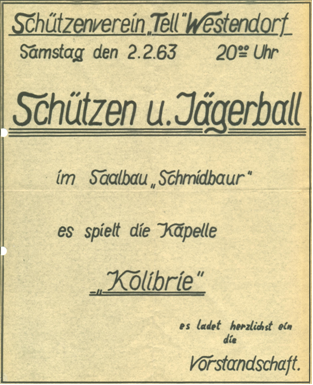 Schützenverein „Tell" Westendorf
Samstag den 2.2.63 20⁰⁰ Uhr
Schützen u. Jägerball
im Saalbau „Schmidbaur"
es spielt die Kapelle
„Kolibrie"
es ladet herzlichst ein
die
Vorstandschaft.